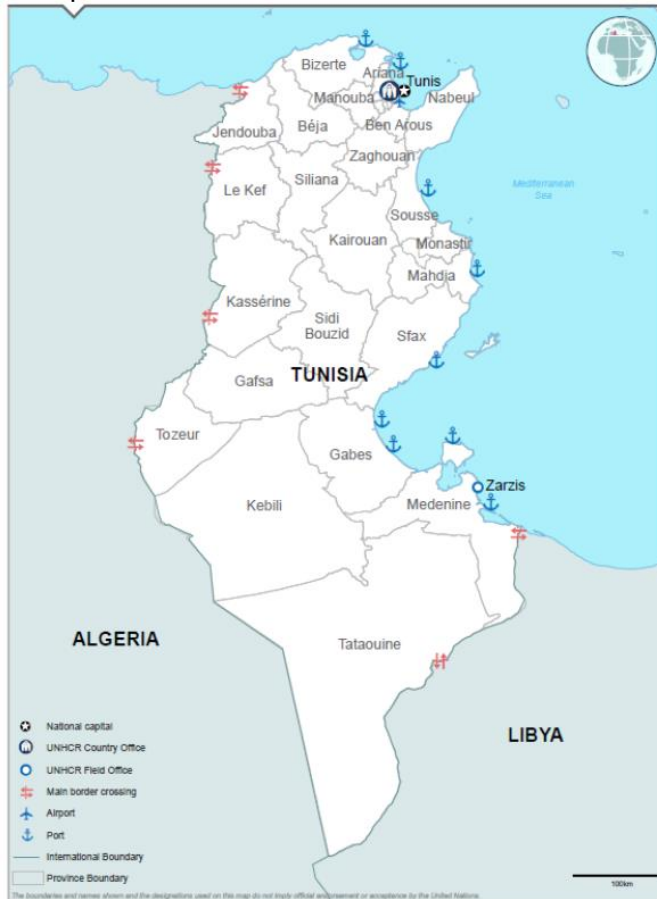 Bizerte
Ariana
Tunis
Manouba
Nabeul
Jendouba
Béja
Ben Arous
Zaghouan
Le Kef
Siliana
Mediterranean
Sea
Sousse
Kairouan
Monastir
Mahdia
Kassérine
Sidi
Bouzid
Sfax
TUNISIA
Gafsa
Tozeur
Gabes
Zarzis
Kebili
Medenine
ALGERIA
Tataouine
LIBYA
National capital
UNHCR Country Office
UNHCR Field Office
Main border crossing
Airport
Port
International Boundary
Province Boundary
100km
The boundaries and names shown and the designations used on this map do not imply official endorsement or acceptance by the United Nations.